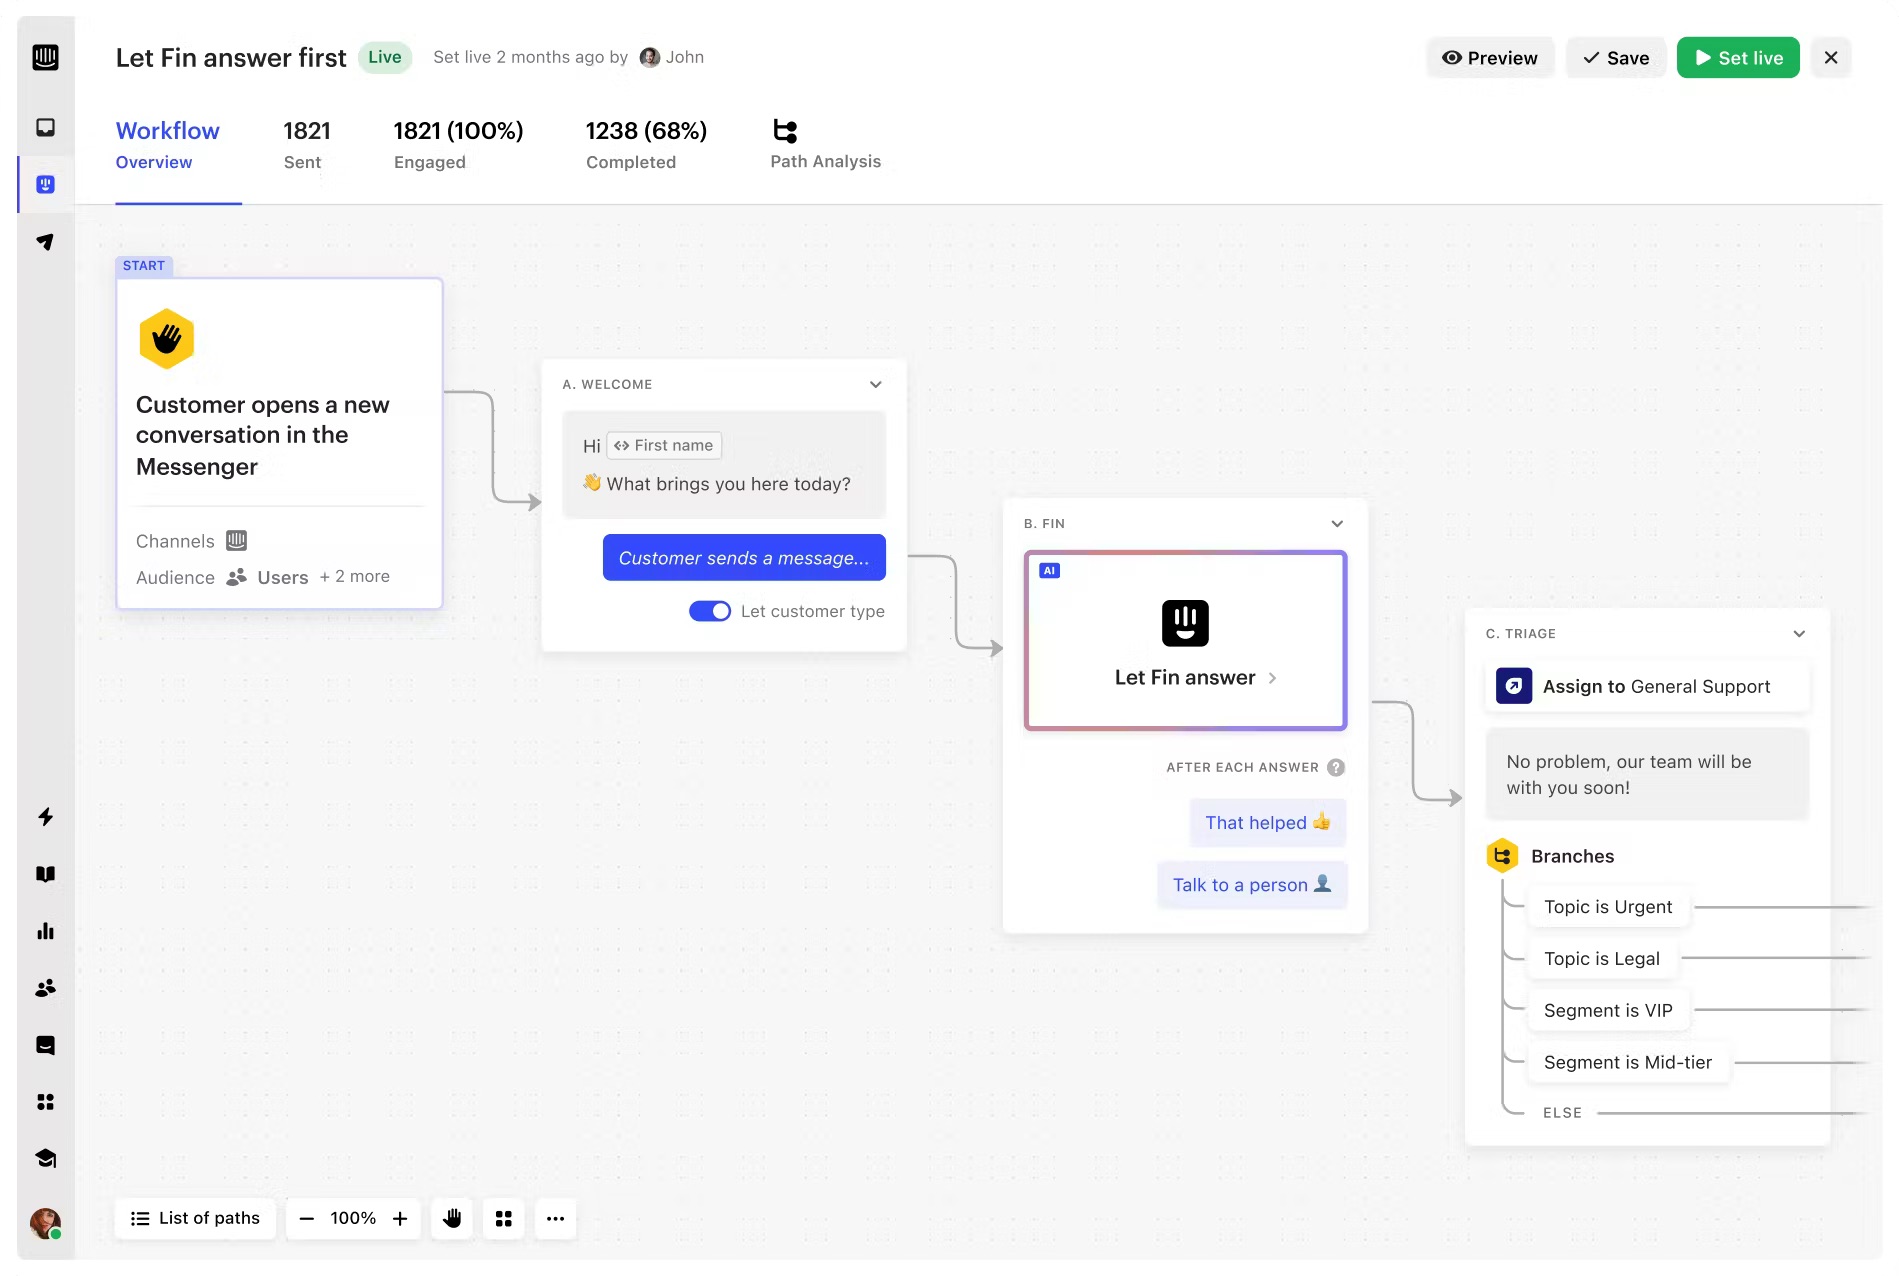 Let Fin answer first
Live
Set live 2 months ago by John
Preview
Save
Set live
Workflow
Overview
1821
Sent
1821 (100%)
Engaged
1238 (68%)
Completed
Path Analysis
START
Customer opens a new
conversation in the
Messenger
Channels
Audience Users + 2 more
A. WELCOME
Hi First name
👋 What brings you here today?
Customer sends a message...
Let customer type
B. FIN
AI
Let Fin answer
AFTER EACH ANSWER ?
That helped 👍
Talk to a person 👤
C. TRIAGE
Assign to General Support
No problem, our team will be
with you soon!
Branches
Topic is Urgent
Topic is Legal
Segment is VIP
Segment is Mid-tier
ELSE
List of paths
100%